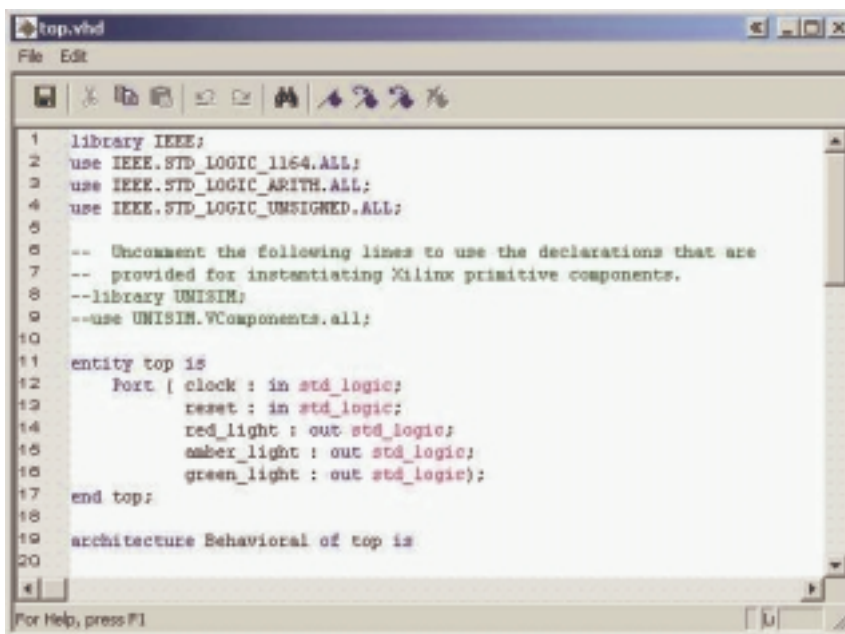 top.vhd
File Edit
1 library IEEE;
2 use IEEE.STD_LOGIC_1164.ALL;
3 use IEEE.STD_LOGIC_ARITH.ALL;
4 use IEEE.STD_LOGIC_UNSIGNED.ALL;
5
6 -- Uncomment the following lines to use the declarations that are
7 -- provided for instantiating Xilinx primitive components.
8 --library UNISIM;
9 --use UNISIM.VComponents.all;
10
11 entity top is
12 Port ( clock : in std_logic;
13 reset : in std_logic;
14 red_light : out std_logic;
15 amber_light : out std_logic;
16 green_light : out std_logic);
17 end top;
18
19 architecture Behavioral of top is
20
For Help, press F1